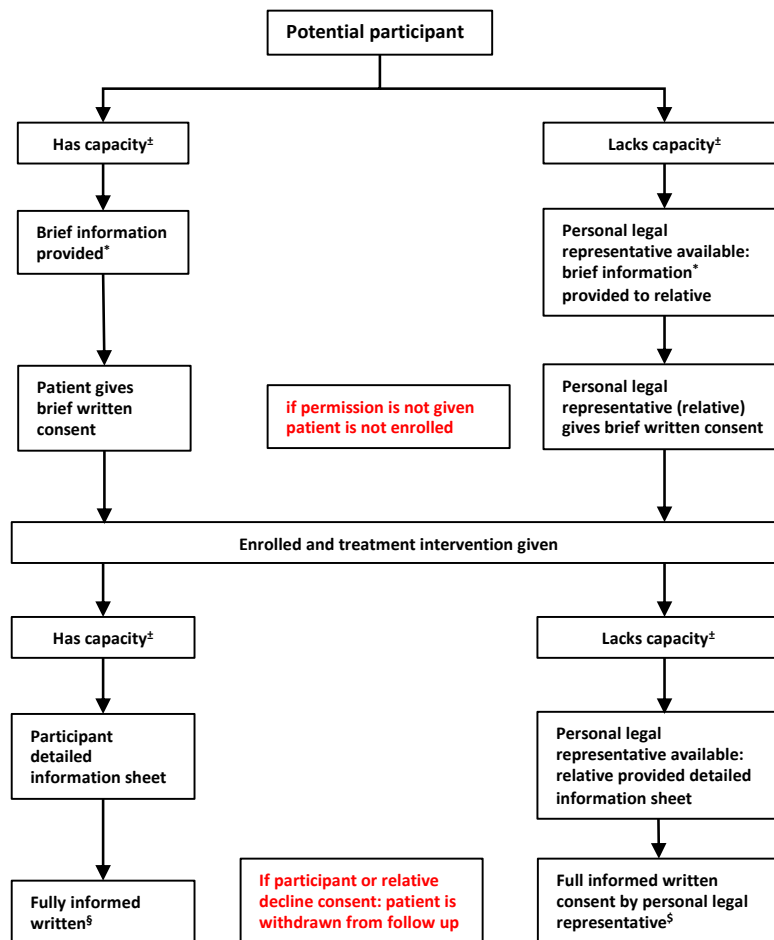 Potential participant
Has capacity±
Lacks capacity±
Brief information
provided*
Personal legal
representative available:
brief information*
provided to relative
Patient gives
brief written
consent
if permission is not given
patient is not enrolled
Personal legal
representative (relative)
gives brief written consent
Enrolled and treatment intervention given
Has capacity±
Lacks capacity±
Participant
detailed
information sheet
Personal legal
representative available:
relative provided detailed
information sheet
Fully informed
written§
If participant or relative
decline consent: patient is
withdrawn from follow up
Full informed written
consent by personal legal
representative$